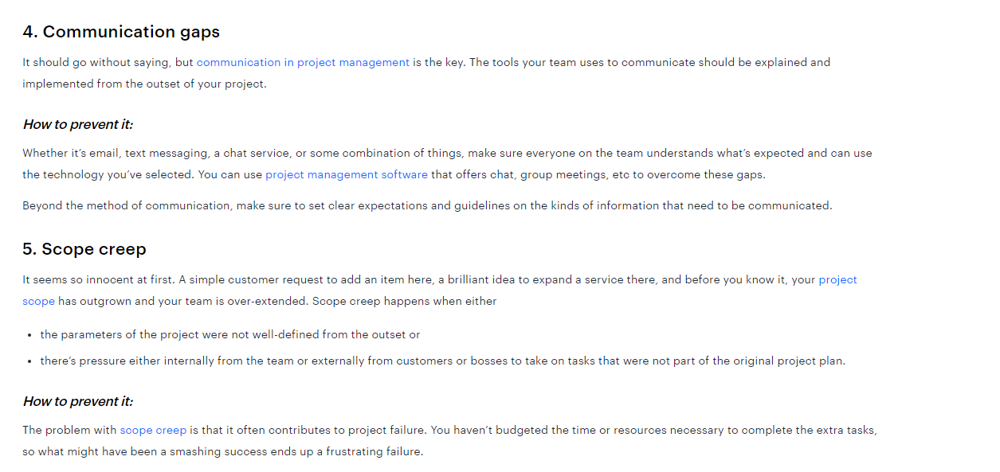 4. Communication gaps
It should go without saying, but communication in project management is the key. The tools your team uses to communicate should be explained and
implemented from the outset of your project.
How to prevent it:
Whether it’s email, text messaging, a chat service, or some combination of things, make sure everyone on the team understands what’s expected and can use
the technology you’ve selected. You can use project management software that offers chat, group meetings, etc to overcome these gaps.
Beyond the method of communication, make sure to set clear expectations and guidelines on the kinds of information that need to be communicated.
5. Scope creep
It seems so innocent at first. A simple customer request to add an item here, a brilliant idea to expand a service there, and before you know it, your project
scope has outgrown and your team is over-extended. Scope creep happens when either
• the parameters of the project were not well-defined from the outset or
• there’s pressure either internally from the team or externally from customers or bosses to take on tasks that were not part of the original project plan.
How to prevent it:
The problem with scope creep is that it often contributes to project failure. You haven’t budgeted the time or resources necessary to complete the extra tasks,
so what might have been a smashing success ends up a frustrating failure.